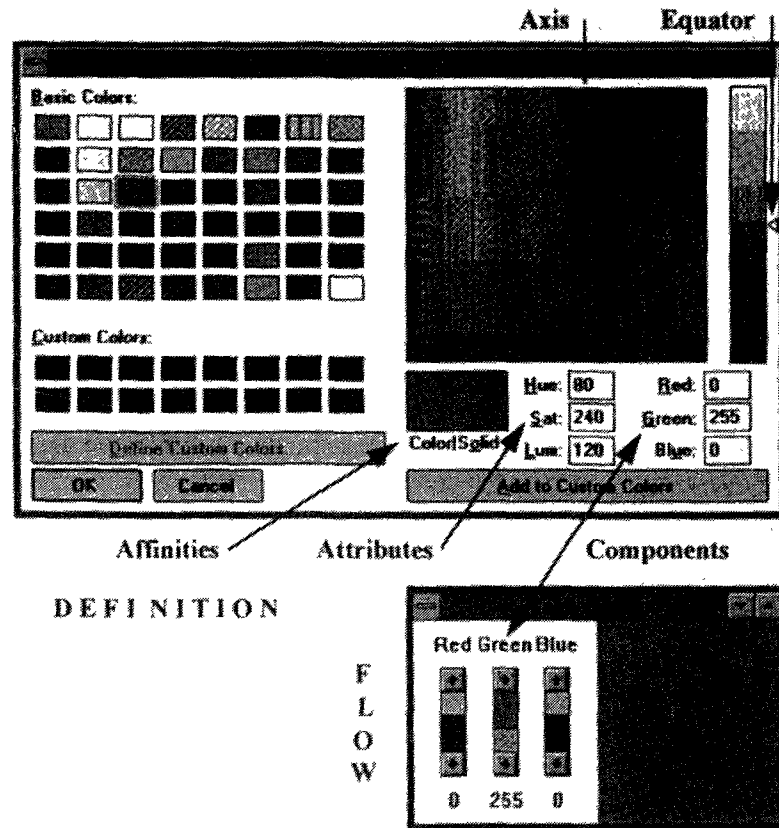 Axis Equator
Basic Colors:
Custom Colors:
Define Custom Colors
OK Cancel
Color|Solid
Hue: 80 Red: 0
Sat: 240 Green: 255
Lum: 120 Blue: 0
Add to Custom Colors
Affinities Attributes Components
DEFINITION
FLOW
Red Green Blue
0 255 0